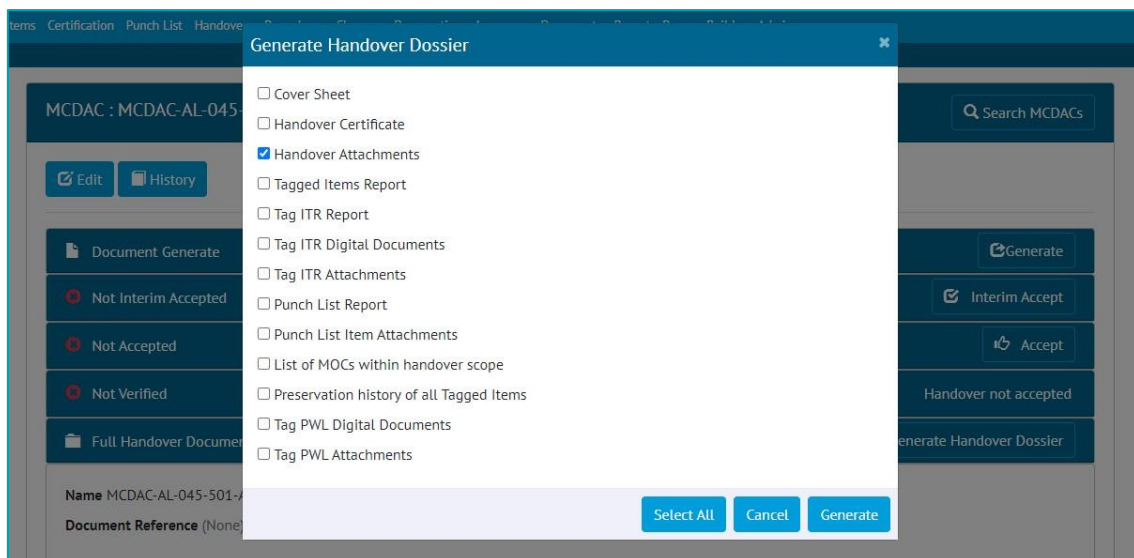 tems Certification Punch List Handove
Generate Handover Dossier
MCDAC : MCDAC-AL-045-
Search MCDACs
Edit History
Cover Sheet
Handover Certificate
Handover Attachments
Tagged Items Report
Tag ITR Report
Tag ITR Digital Documents
Tag ITR Attachments
Punch List Report
Punch List Item Attachments
List of MOCs within handover scope
Preservation history of all Tagged Items
Tag PWL Digital Documents
Tag PWL Attachments
Select All Cancel Generate
Document Generate Generate
Not Interim Accepted Interim Accept
Not Accepted Accept
Not Verified Handover not accepted
Full Handover Documen enerate Handover Dossier
Name MCDAC-AL-045-501-A
Document Reference (None)